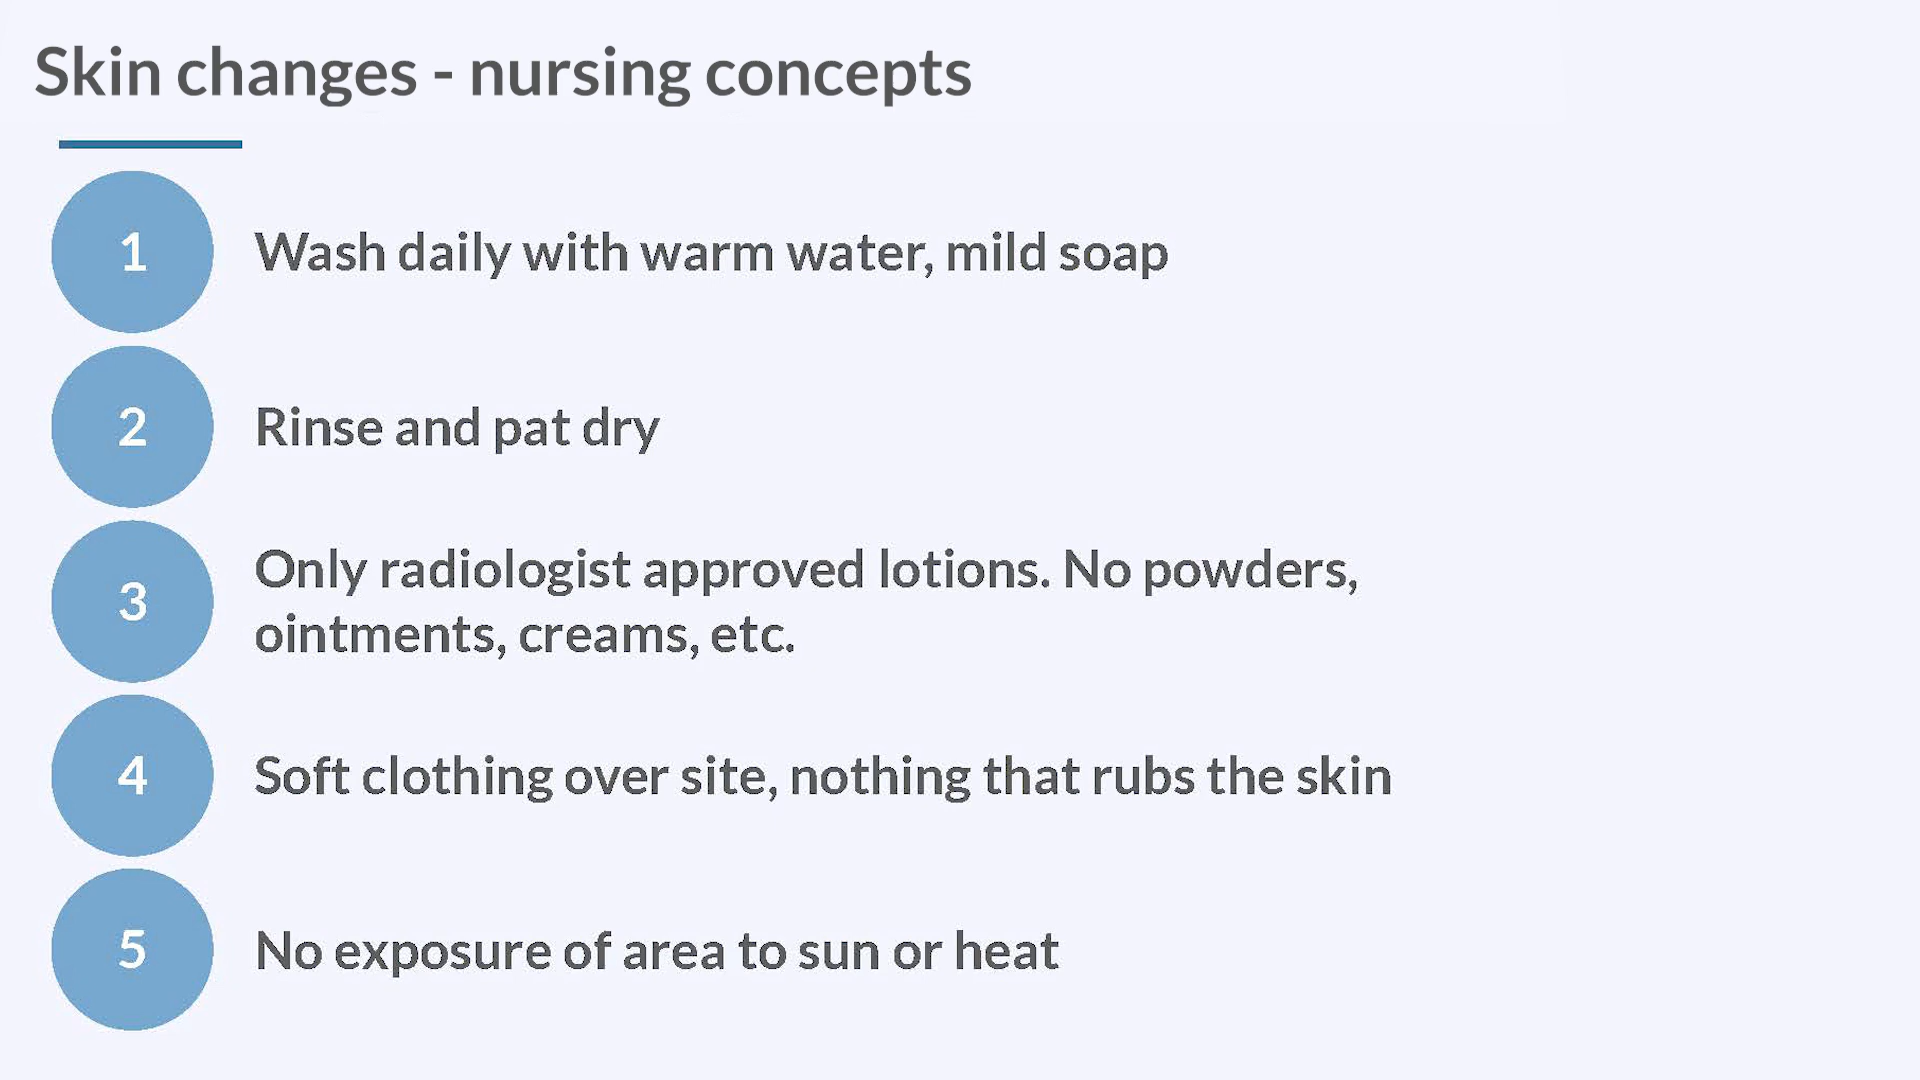 Skin changes - nursing concepts
1 Wash daily with warm water, mild soap
2 Rinse and pat dry
3 Only radiologist approved lotions. No powders,
ointments, creams, etc.
4 Soft clothing over site, nothing that rubs the skin
5 No exposure of area to sun or heat